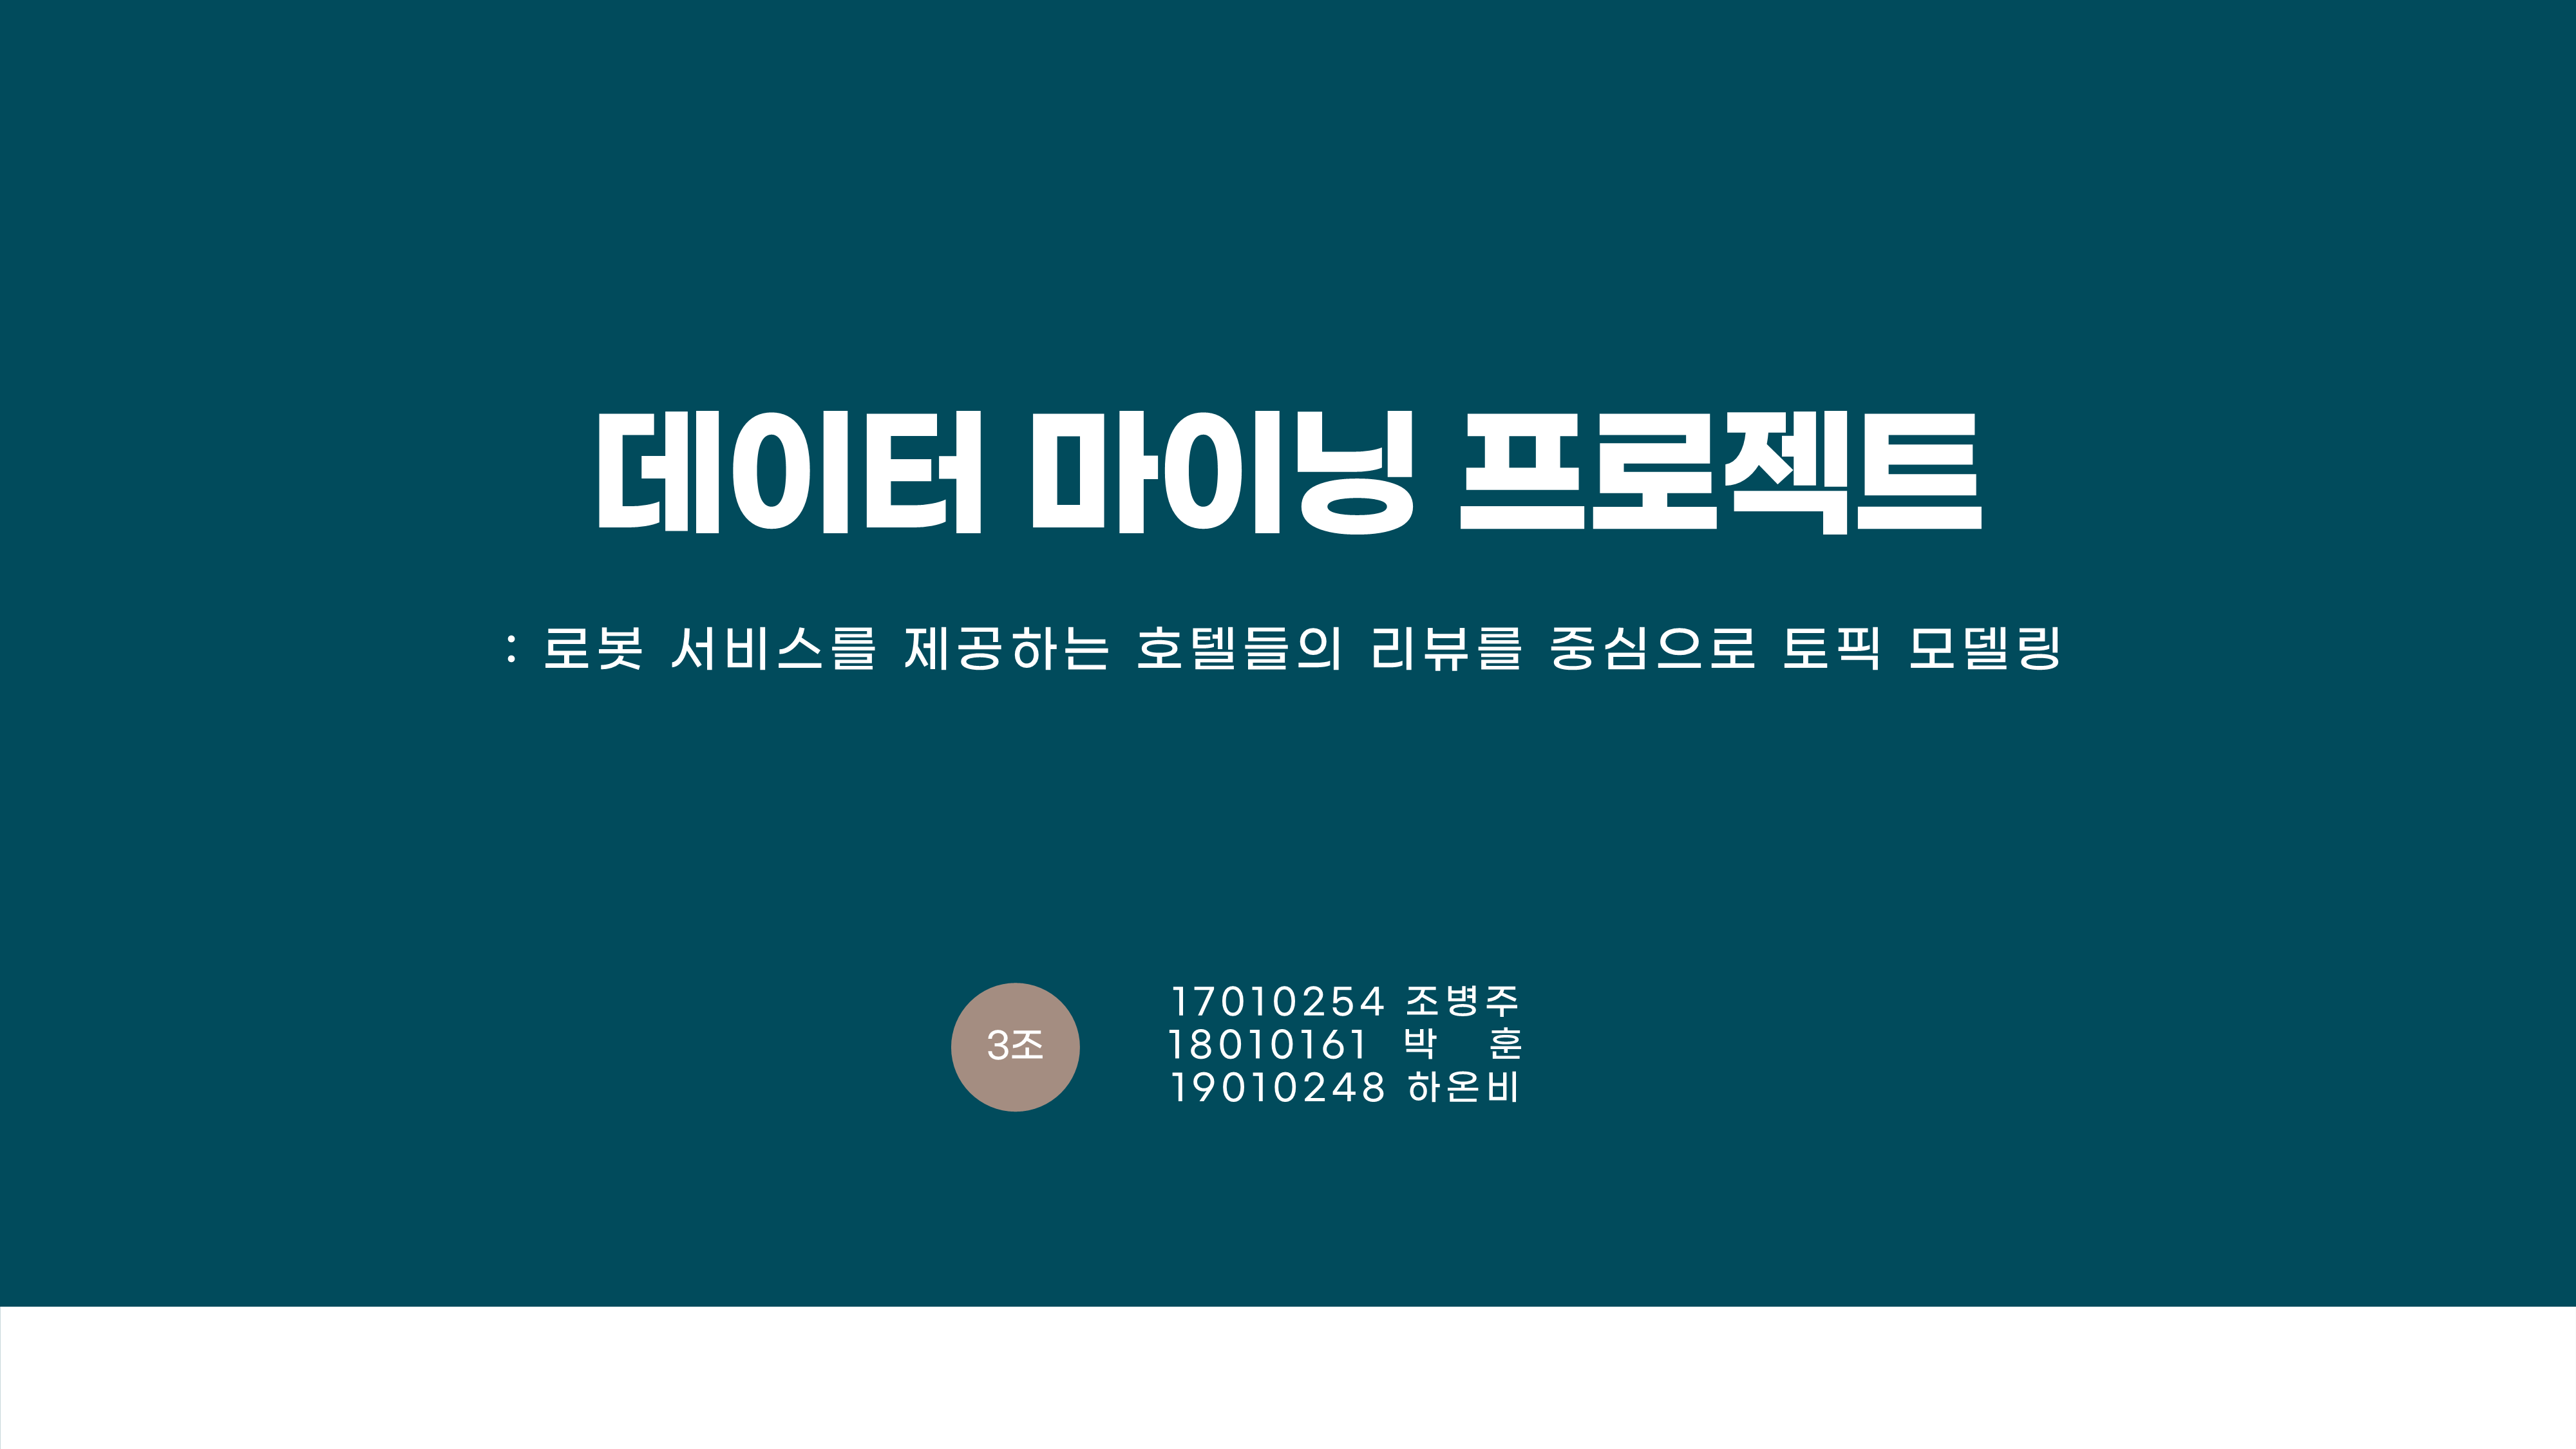 데이터 마이닝 프로젝트
: 로봇 서비스를 제공하는 호텔들의 리뷰를 중심으로 토픽 모델링
3조
17010254 조병주
18010161 박 훈
19010248 하온비